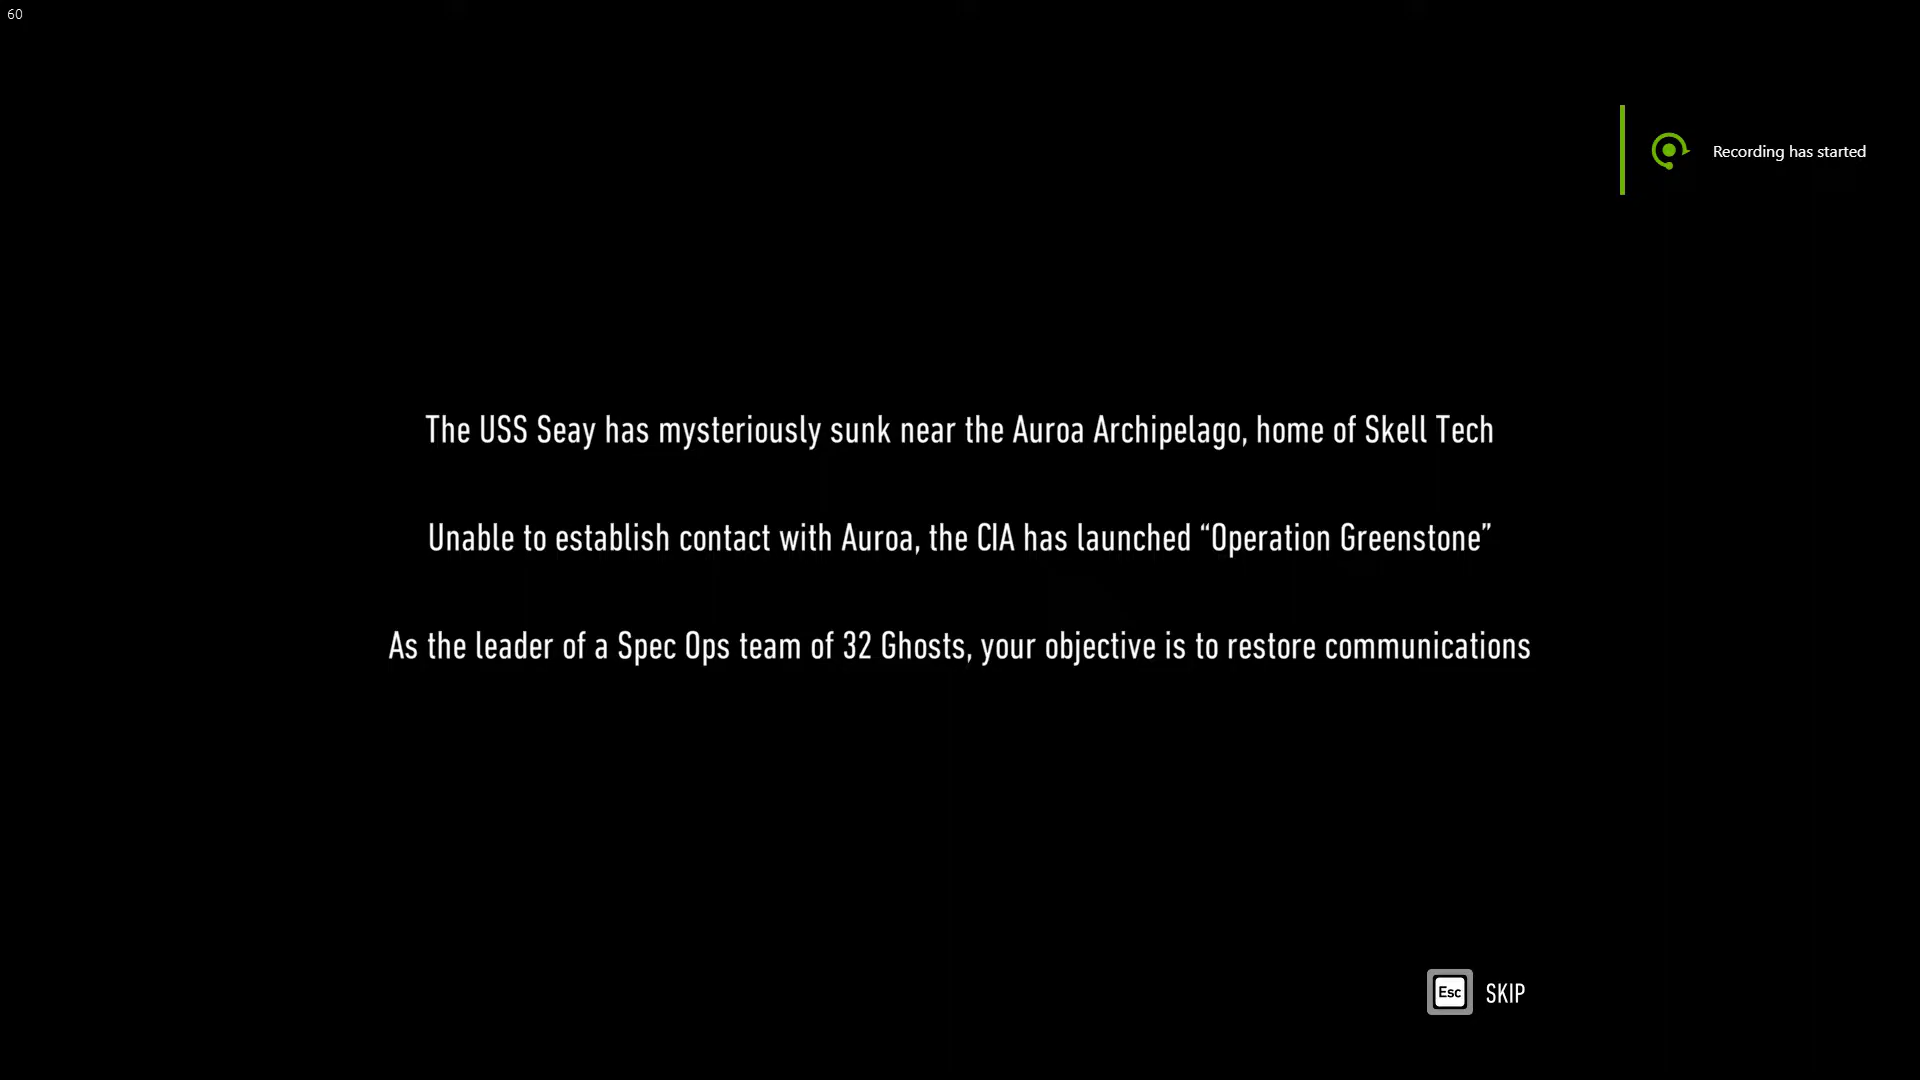 60
Recording has started
The USS Seay has mysteriously sunk near the Auroa Archipelago, home of Skell Tech
Unable to establish contact with Auroa, the CIA has launched “Operation Greenstone”
As the leader of a Spec Ops team of 32 Ghosts, your objective is to restore communications
Esc SKIP